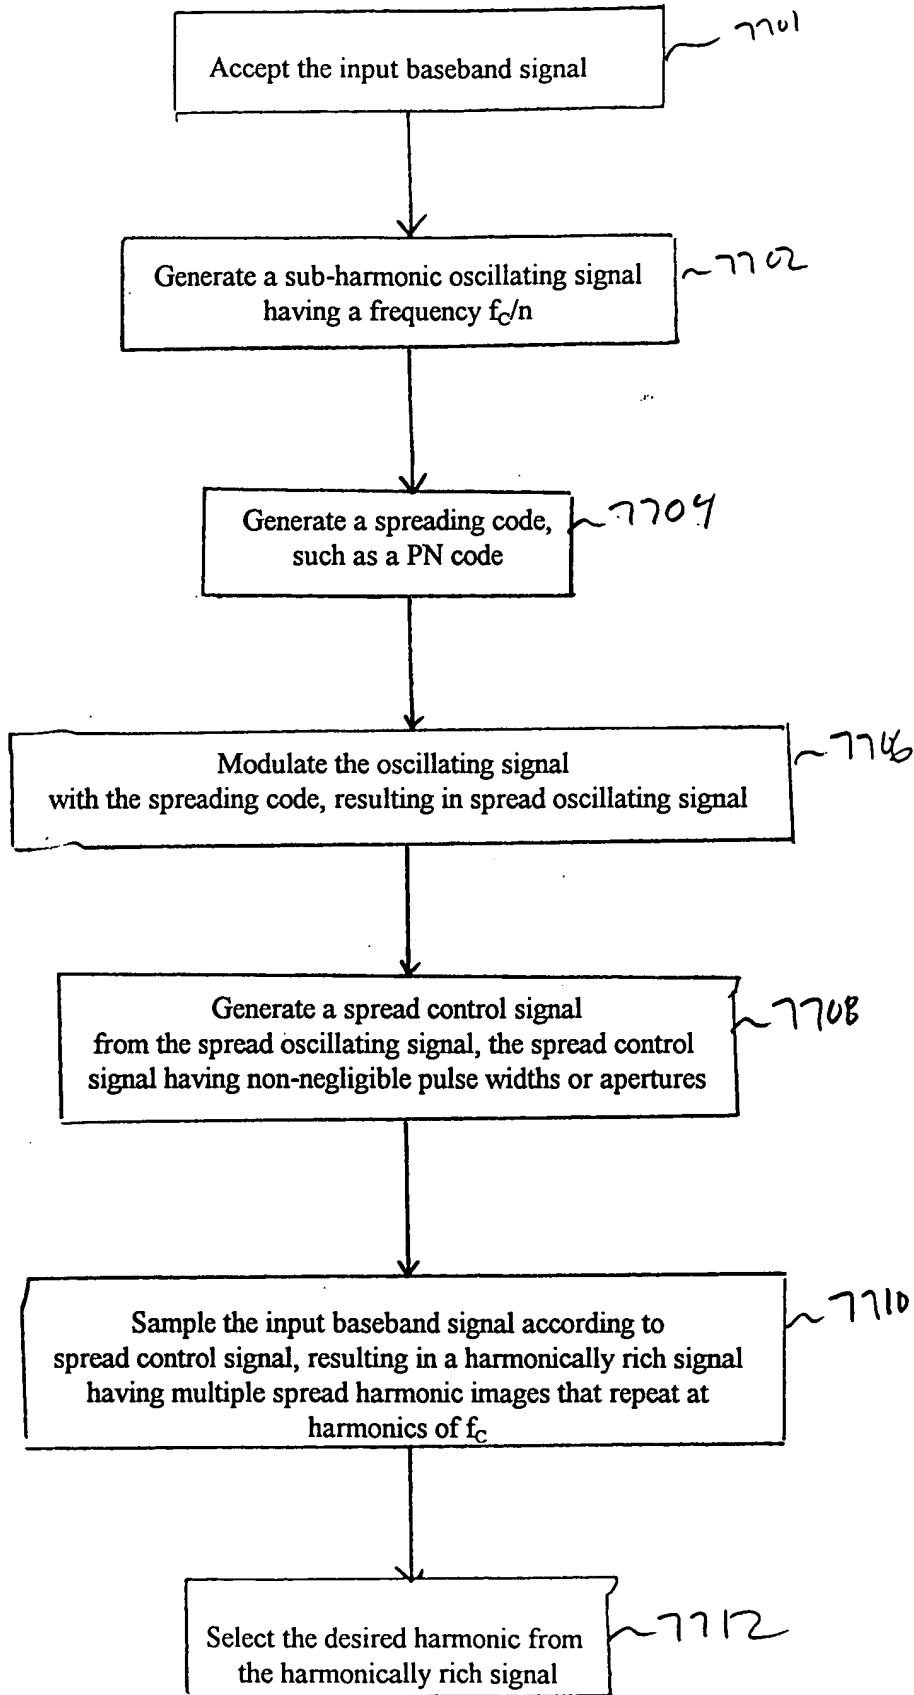 7701
Accept the input baseband signal
7702
Generate a sub-harmonic oscillating signal
having a frequency fC/n
7704
Generate a spreading code,
such as a PN code
7706
Modulate the oscillating signal
with the spreading code, resulting in spread oscillating signal
7708
Generate a spread control signal
from the spread oscillating signal, the spread control
signal having non-negligible pulse widths or apertures
7710
Sample the input baseband signal according to
spread control signal, resulting in a harmonically rich signal
having multiple spread harmonic images that repeat at
harmonics of fC
7712
Select the desired harmonic from
the harmonically rich signal